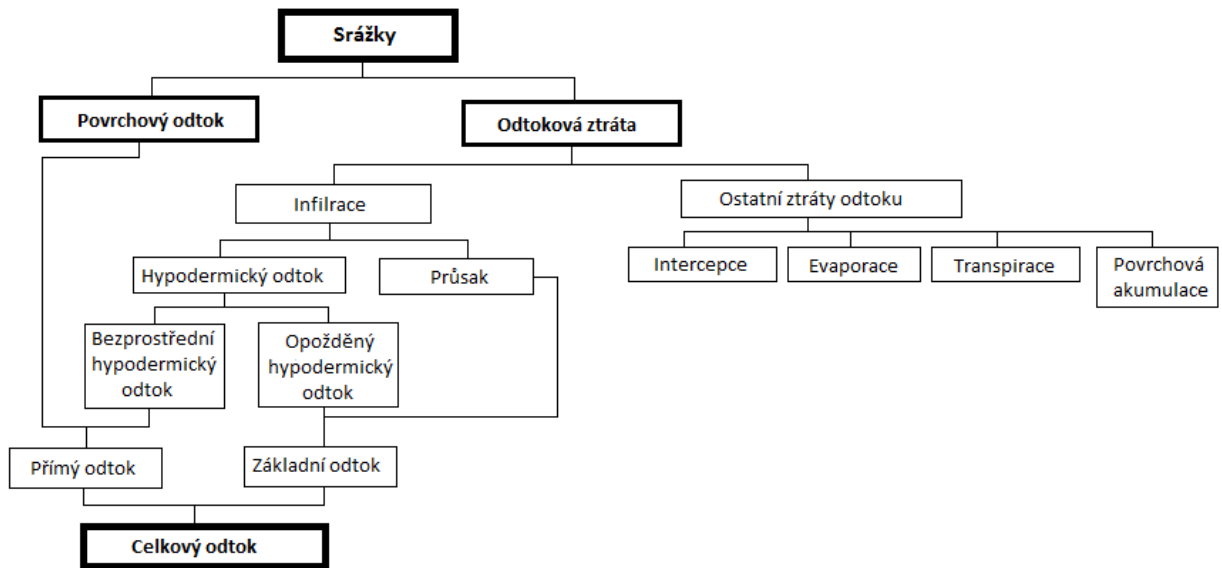 Srážky
Povrchový odtok
Odtoková ztráta
Infilrace
Ostatní ztráty odtoku
Hypodermický odtok
Průsak
Intercepce
Evaporace
Transpirace
Povrchová
akumulace
Bezprostřední
hypodermický
odtok
Opožděný
hypodermický
odtok
Přímý odtok
Základní odtok
Celkový odtok